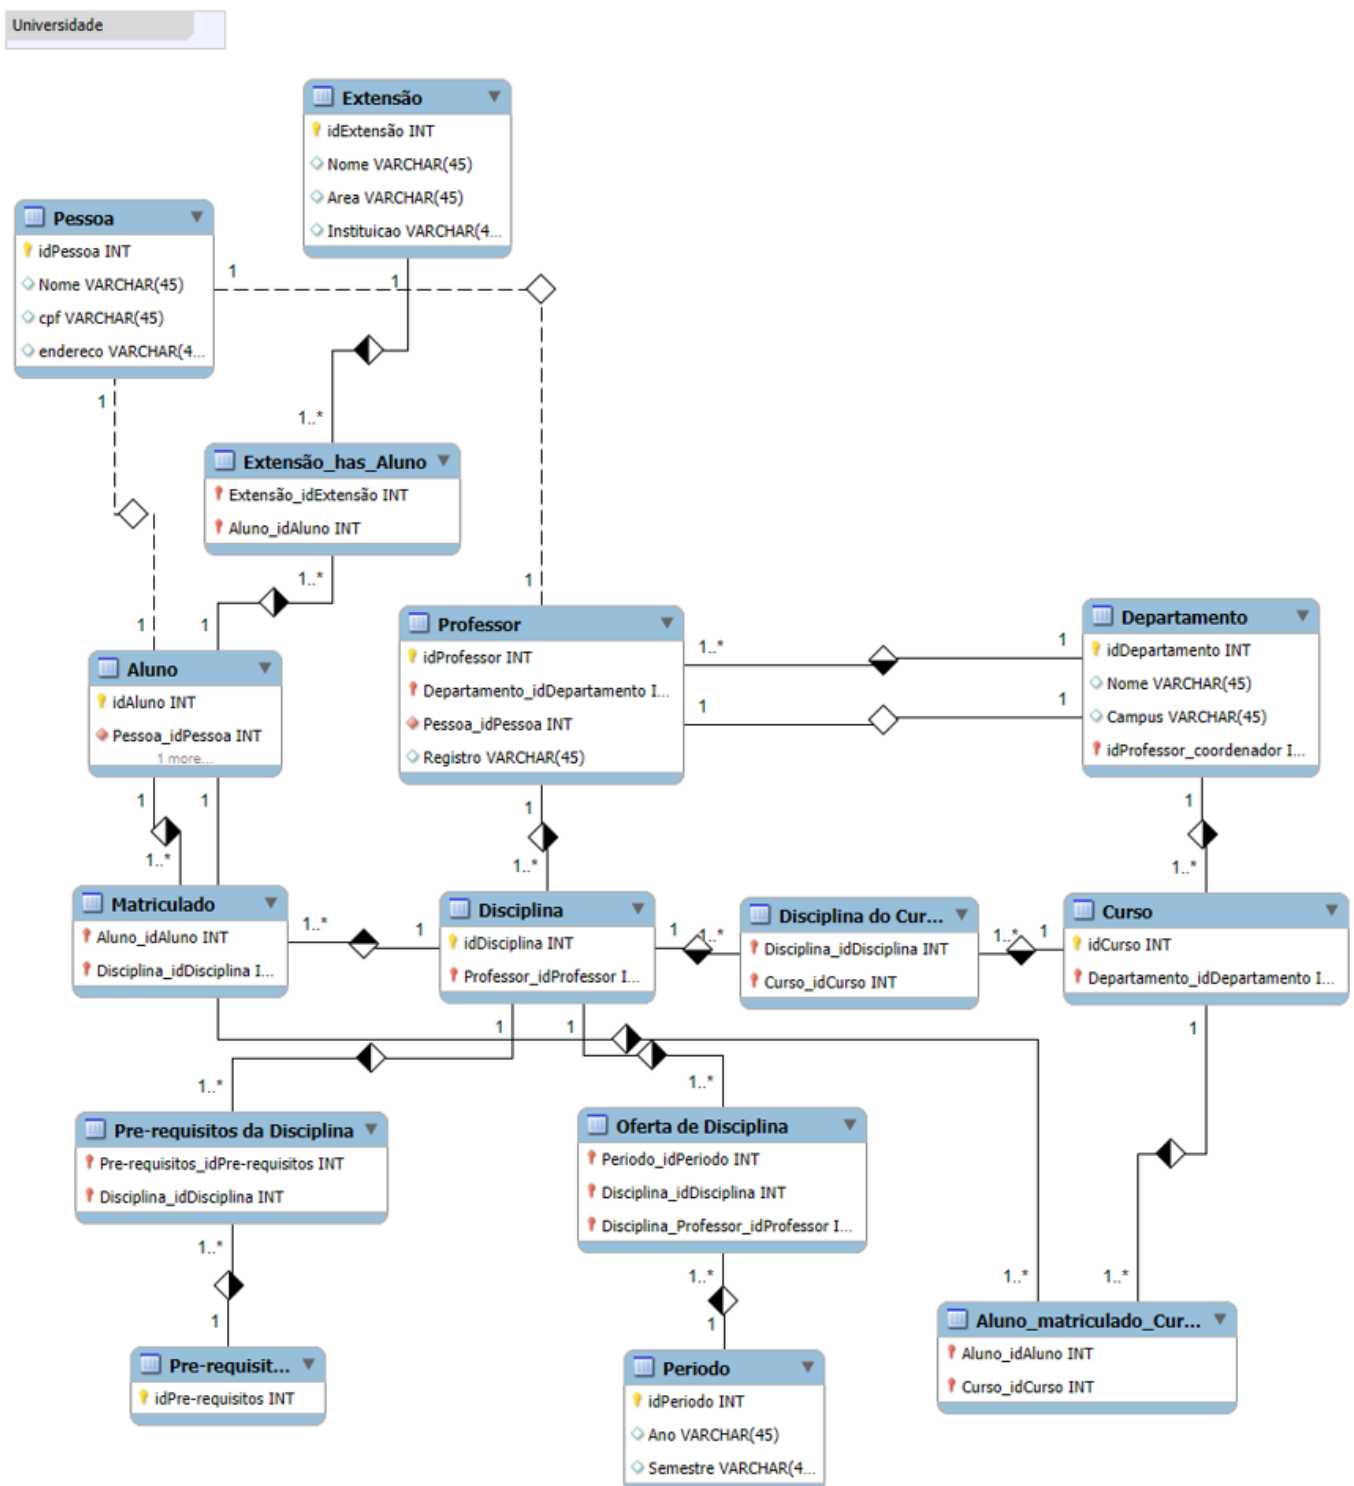 Universidade
Extensão
idExtensão INT
Nome VARCHAR(45)
Area VARCHAR(45)
Instituicao VARCHAR(4...
Pessoa
idPessoa INT
Nome VARCHAR(45)
cpf VARCHAR(45)
endereco VARCHAR(4...
1
1
1
1..*
Extensão_has_Aluno
Extensão_idExtensão INT
Aluno_idAluno INT
1..*
1
1
1
Aluno
idAluno INT
Pessoa_idPessoa INT
1 more...
Professor
idProfessor INT
Departamento_idDepartamento I...
Pessoa_idPessoa INT
Registro VARCHAR(45)
1..*
1
1
1
Departamento
idDepartamento INT
Nome VARCHAR(45)
Campus VARCHAR(45)
idProfessor_coordenador I...
1
1
1..*
1
1..*
1
1..*
Matriculado
Aluno_idAluno INT
Disciplina_idDisciplina I...
1..*
1
Disciplina
idDisciplina INT
Professor_idProfessor I...
1
1..*
Disciplina do Cur...
Disciplina_idDisciplina INT
Curso_idCurso INT
1..*
1
Curso
idCurso INT
Departamento_idDepartamento I...
1
1
1
1..*
1..*
Pre-requisitos da Disciplina
Pre-requisitos_idPre-requisitos INT
Disciplina_idDisciplina INT
Oferta de Disciplina
Periodo_idPeriodo INT
Disciplina_idDisciplina INT
Disciplina_Professor_idProfessor I...
1..*
1
1..*
1
1..*
1..*
Pre-requisit...
idPre-requisitos INT
Periodo
idPeriodo INT
Ano VARCHAR(45)
Semestre VARCHAR(4...
Aluno_matriculado_Cur...
Aluno_idAluno INT
Curso_idCurso INT